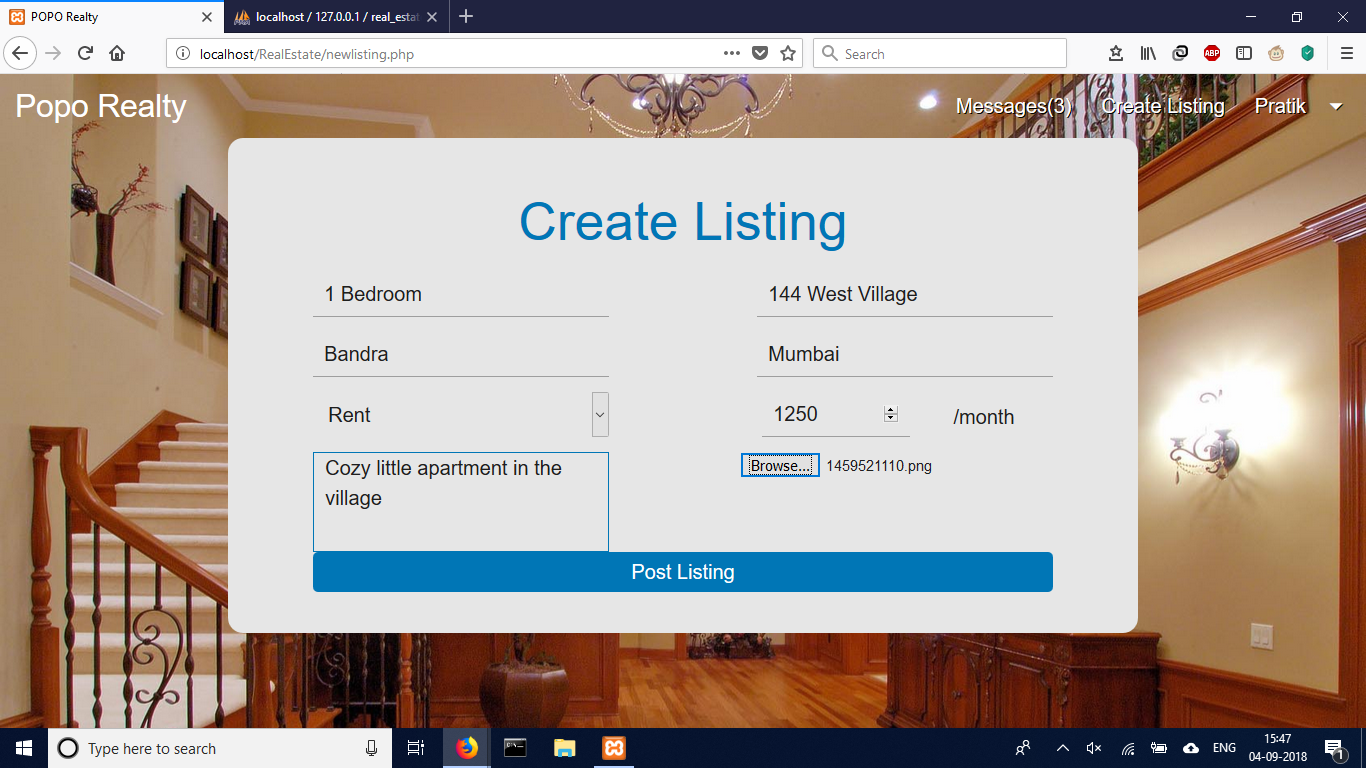 POPO Realty
localhost / 127.0.0.1 / real_esta
localhost/RealEstate/newlisting.php
Search
ABP
Popo Realty
Messages(3)
Create Listing
Pratik
Create Listing
1 Bedroom
144 West Village
Bandra
Mumbai
Rent
1250
/month
Cozy little apartment in the
village
Browse...
1459521110.png
Post Listing
Type here to search
ENG
15:47
04-09-2018
1